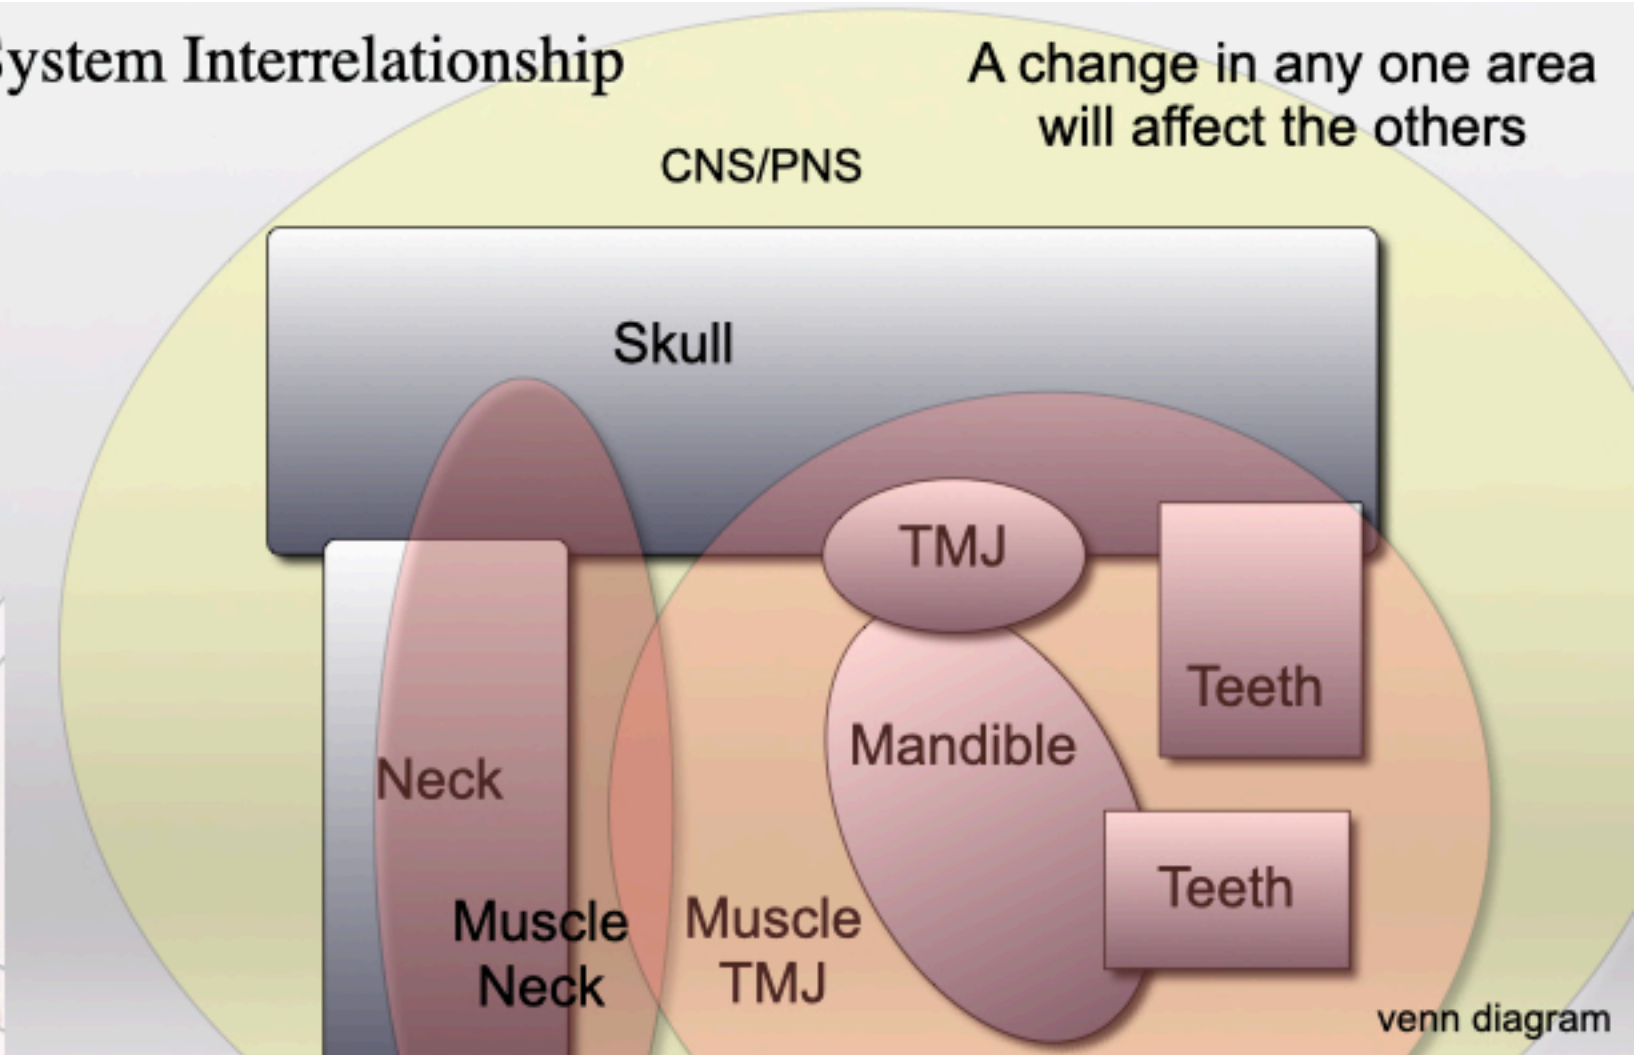 System Interrelationship
A change in any one area
will affect the others
CNS/PNS
Skull
TMJ
Teeth
Mandible
Neck
Teeth
Muscle
Neck
Muscle
TMJ
venn diagram